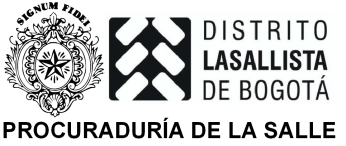 SIGNUM FIDEI
DISTRITO
LASALLISTA
DE BOGOTÁ
PROCURADURÍA DE LA SALLE